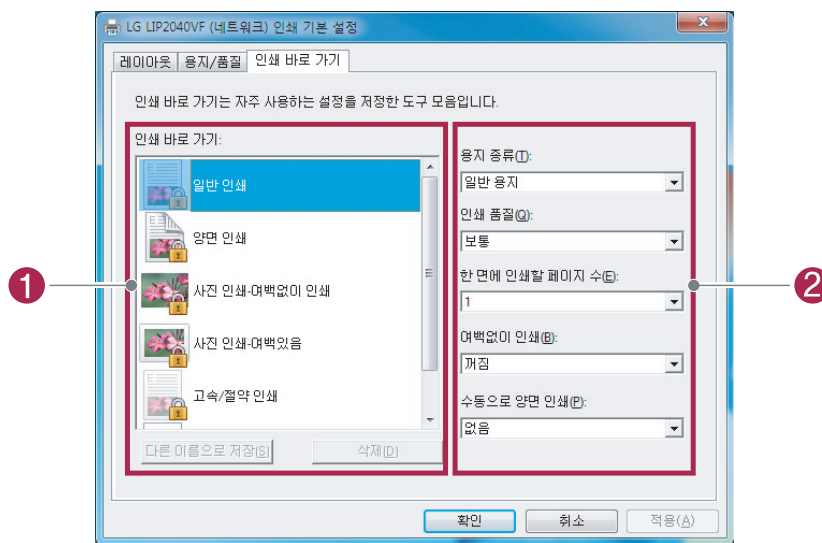 LG LIP2040VF (네트워크) 인쇄 기본 설정
레이아웃 용지/품질 인쇄 바로 가기
인쇄 바로 가기는 자주 사용하는 설정을 저장한 도구 모음입니다.
인쇄 바로 가기:
일반 인쇄
양면 인쇄
사진 인쇄-여백없이 인쇄
사진 인쇄-여백있음
고속/절약 인쇄
다른 이름으로 저장(S) 삭제(D)
용지 종류(T):
일반 용지
인쇄 품질(Q):
보통
한 면에 인쇄할 페이지 수(E):
1
여백없이 인쇄(B):
꺼짐
수동으로 양면 인쇄(P):
없음
확인 취소 적용(A)
1
2